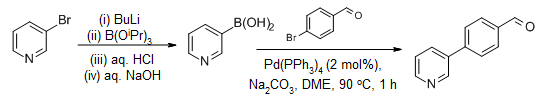 Br
N
(i) BuLi
(ii) B(OⁱPr)₃
(iii) aq. HCl
(iv) aq. NaOH
B(OH)₂
N
Br
O
Pd(PPh₃)₄ (2 mol%),
Na₂CO₃, DME, 90 ºC, 1 h
O
N